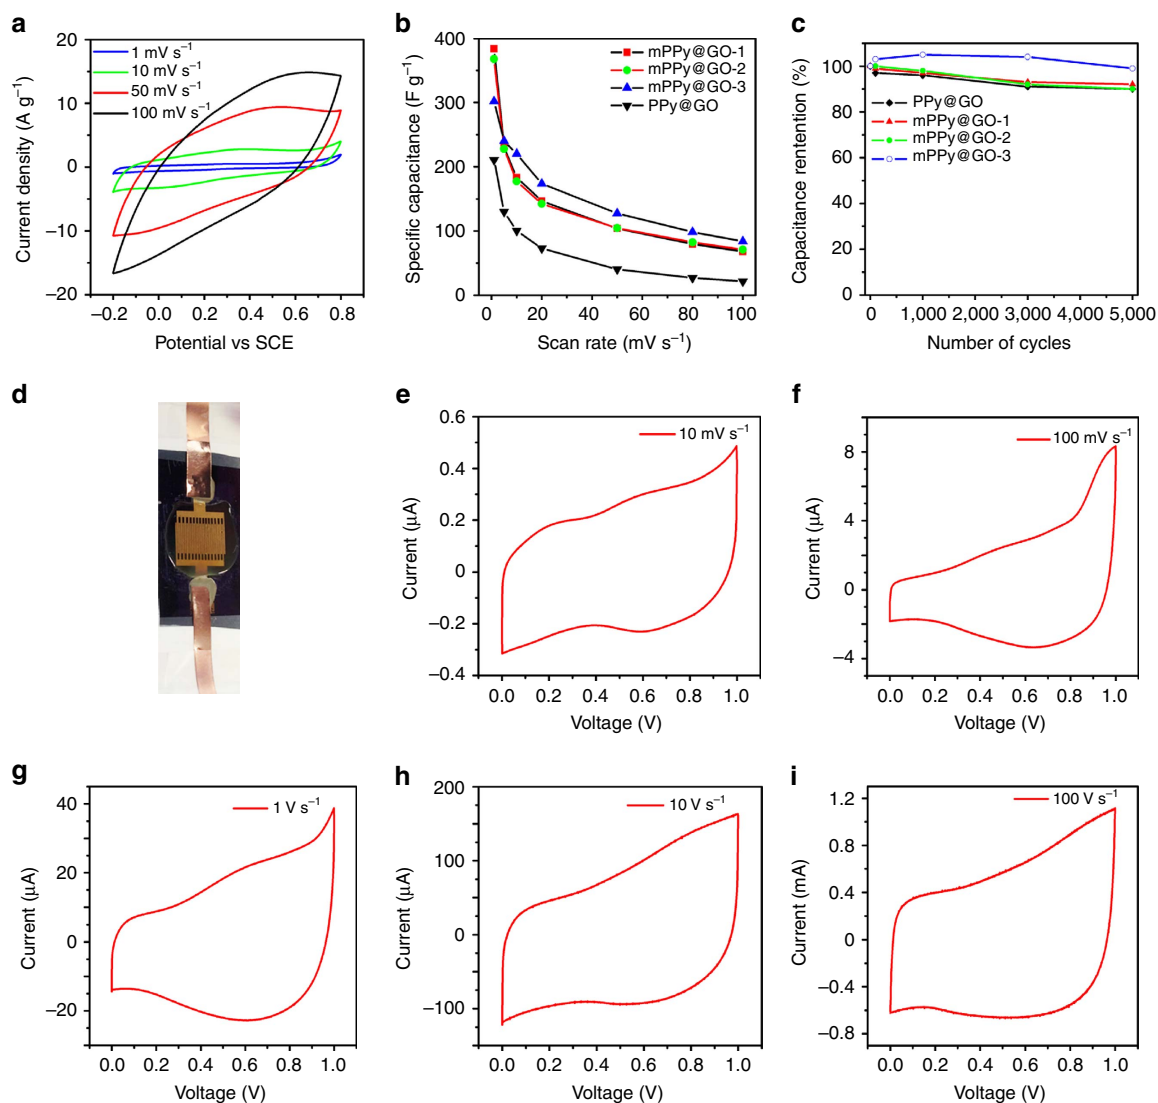 a
20
10
0
–10
–20
–0.2
0.0
0.2
0.4
0.6
0.8
Current density (A g⁻¹)
Potential vs SCE
1 mV s⁻¹
10 mV s⁻¹
50 mV s⁻¹
100 mV s⁻¹
b
400
300
200
100
0
0
20
40
60
80
100
Specific capacitance (F g⁻¹)
Scan rate (mV s⁻¹)
mPPy@GO-1
mPPy@GO-2
mPPy@GO-3
PPy@GO
c
100
80
60
40
20
0
0
1,000
2,000
3,000
4,000
5,000
Capacitance rentention (%)
Number of cycles
PPy@GO
mPPy@GO-1
mPPy@GO-2
mPPy@GO-3
d
e
0.6
0.4
0.2
0
–0.2
–0.4
0.0
0.2
0.4
0.6
0.8
1.0
Current (µA)
Voltage (V)
10 mV s⁻¹
f
8
4
0
–4
0.0
0.2
0.4
0.6
0.8
1.0
Current (µA)
Voltage (V)
100 mV s⁻¹
g
40
20
0
–20
0.0
0.2
0.4
0.6
0.8
1.0
Current (µA)
Voltage (V)
1 V s⁻¹
h
200
100
0
–100
0.0
0.2
0.4
0.6
0.8
1.0
Current (µA)
Voltage (V)
10 V s⁻¹
i
1.2
0.8
0.4
0
–0.4
–0.8
0.0
0.2
0.4
0.6
0.8
1.0
Current (mA)
Voltage (V)
100 V s⁻¹